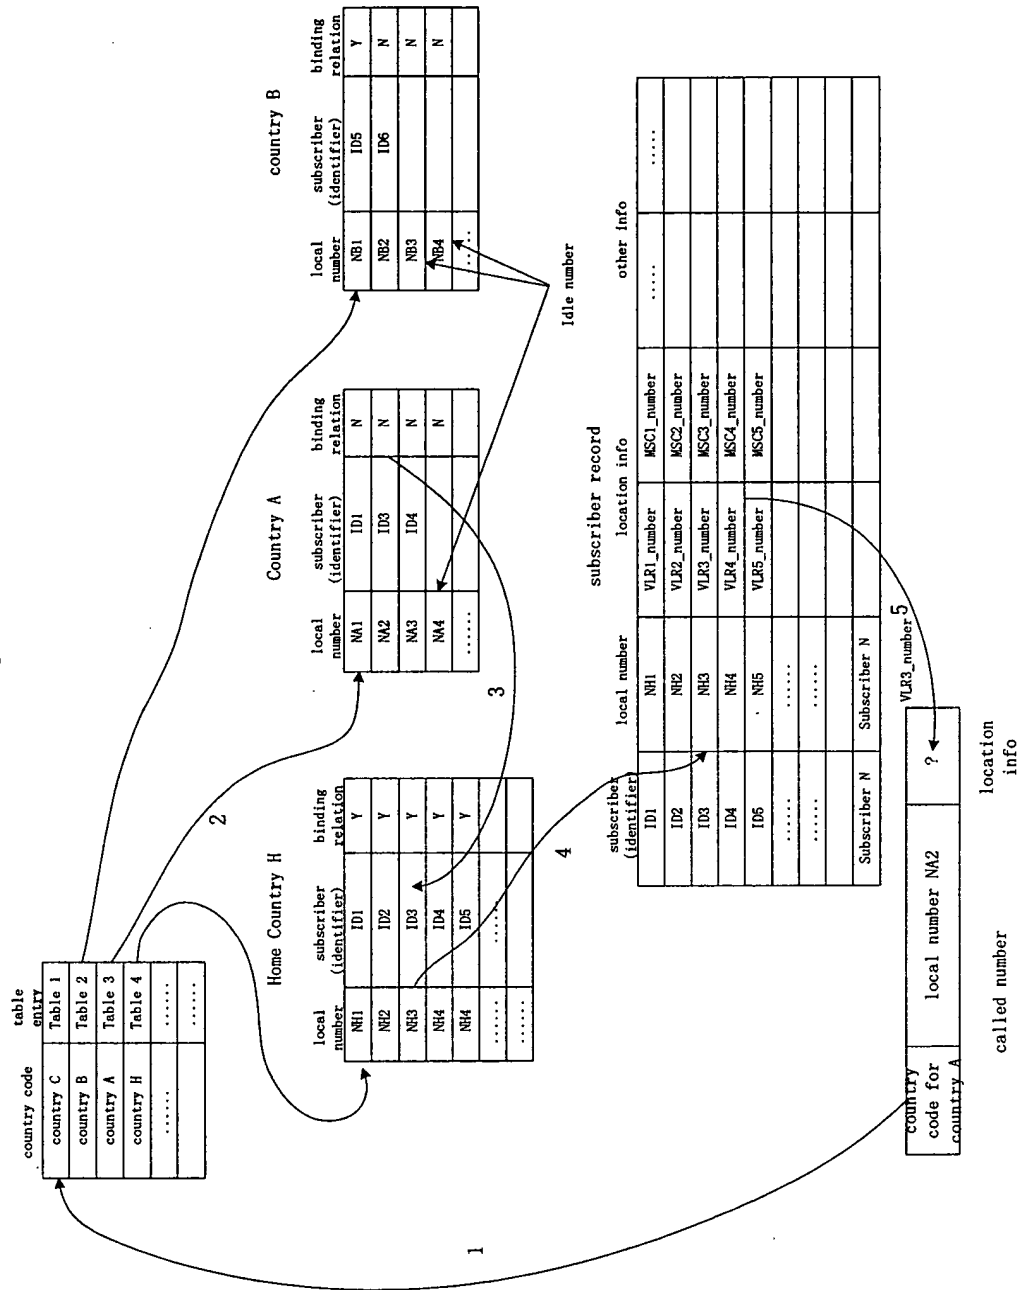 country code table entry
country C Table 1
country B Table 2
country A Table 3
country H Table 4
...... ......
......
1
2
Home Country H
local number subscriber (identifier) binding relation
NH1 ID1 Y
NH2 ID2 Y
NH3 ID3 Y
NH4 ID4 Y
NH4 ID5 Y
...... ......
......
Country A
local number subscriber (identifier) binding relation
NA1 ID1 N
NA2 ID3 N
NA3 ID4 N
NA4 N
......
country B
local number subscriber (identifier) binding relation
NB1 ID5 Y
NB2 ID6 N
NB3 N
NB4 N
......
3
4
Idle number
subscriber record
subscriber (identifier) local number location info other info
ID1 NH1 VLR1_number MSC1_number ...... ......
ID2 NH2 VLR2_number MSC2_number
ID3 NH3 VLR3_number MSC3_number
ID4 NH4 VLR4_number MSC4_number
ID5 NH5 VLR5_number MSC5_number
...... ......
...... ......
Subscriber N Subscriber N
VLR3_number 5
country code for country A local number NA2 ?
called number location info